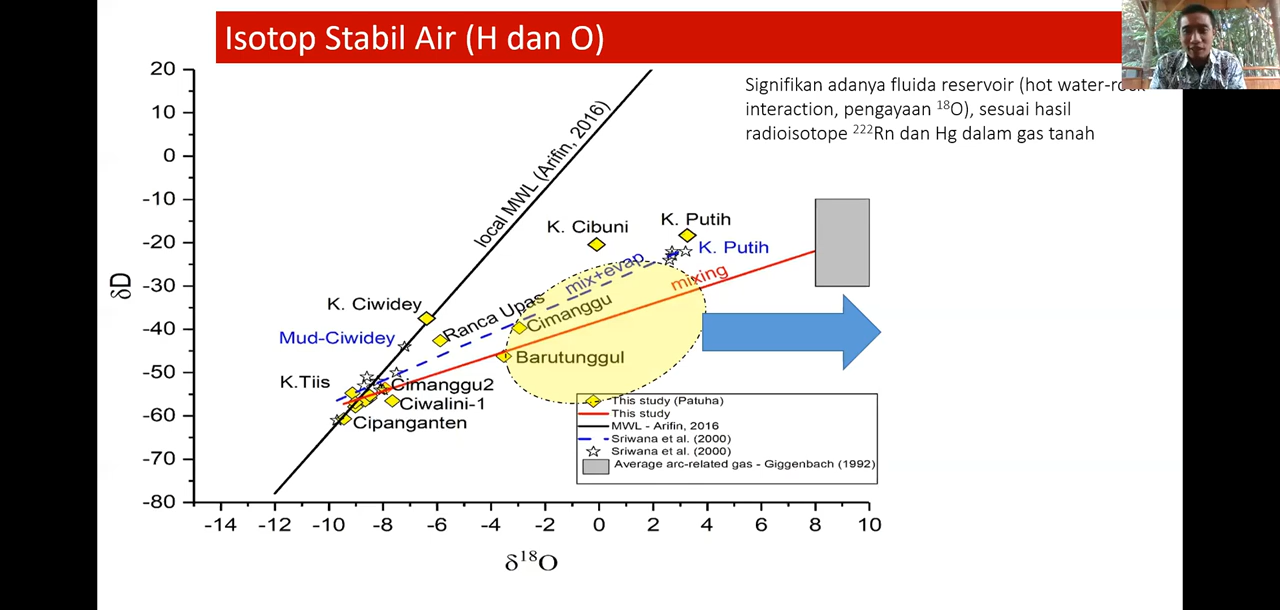 Isotop Stabil Air (H dan O)
Signifikan adanya fluida reservoir (hot water-rock
interaction, pengayaan ¹⁸O), sesuai hasil
radioisotope ²²²Rn dan Hg dalam gas tanah
20
10
0
-10
-20
-30
-40
-50
-60
-70
-80
δD
local MWL (Arifin, 2016)
K. Cibuni
K. Putih
K. Putih
mix+evap
mixing
K. Ciwidey
Ranca Upas
Cimanggu
Mud-Ciwidey
Barutunggul
K.Tiis
Cimanggu2
Ciwalini-1
Cipanganten
This study (Patuha)
This study
MWL - Arifin, 2016
Sriwana et al. (2000)
Sriwana et al. (2000)
Average arc-related gas - Giggenbach (1992)
-14 -12 -10 -8 -6 -4 -2 0 2 4 6 8 10
δ¹⁸O